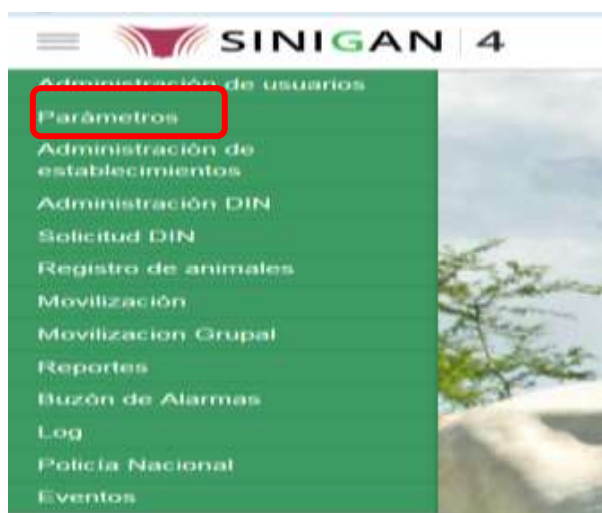 SINIGAN 4
Administración de usuarios
Parámetros
Administración de
establecimientos
Administración DIN
Solicitud DIN
Registro de animales
Movilización
Movilizacion Grupal
Reportes
Buzón de Alarmas
Log
Policía Nacional
Eventos